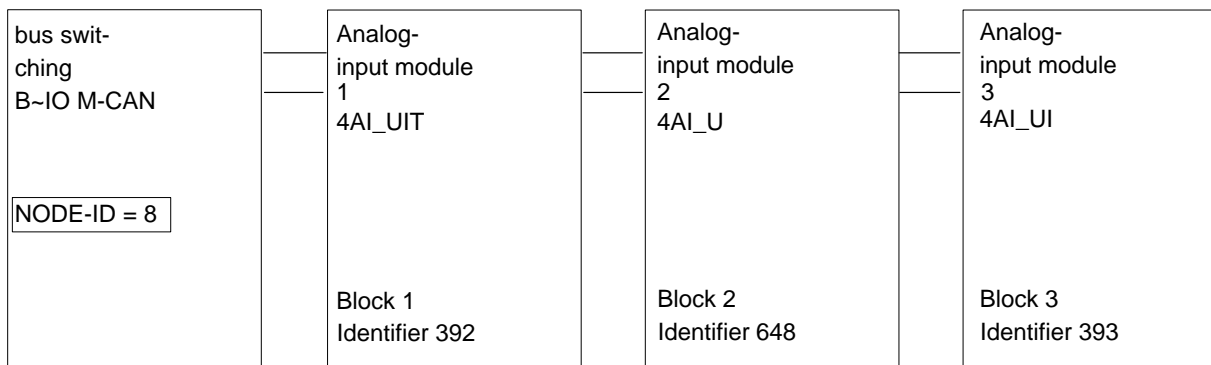 bus swit-
ching
B~IO M-CAN
NODE-ID = 8
Analog-
input module
1
4AI_UIT
Block 1
Identifier 392
Analog-
input module
2
4AI_U
Block 2
Identifier 648
Analog-
input module
3
4AI_UI
Block 3
Identifier 393